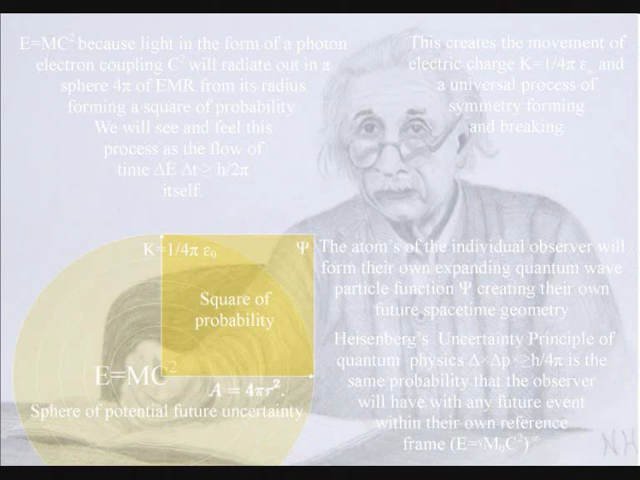 E=MC² because light in the form of a photon
electron coupling C² will radiate out in a
sphere 4π of EMR from its radius
forming a square of probability
We will see and feel this
process as the flow of
time ΔE Δt ≥ h/2π
itself.
This creates the movement of
electric charge K=1/4π ε₀ and
a universal process of
symmetry forming
and breaking
K=1/4π ε₀
Ψ
Square of
probability
E=MC²
A = 4πr².
Sphere of potential future uncertainty
The atom's of the individual observer will
form their own expanding quantum wave
particle function Ψ creating their own
future spacetime geometry
Heisenberg's Uncertainty Principle of
quantum physics Δ×Δp×≥h/4π is the
same probability that the observer
will have with any future event
within their own reference
frame (E=ᵞM₀C²)
NH